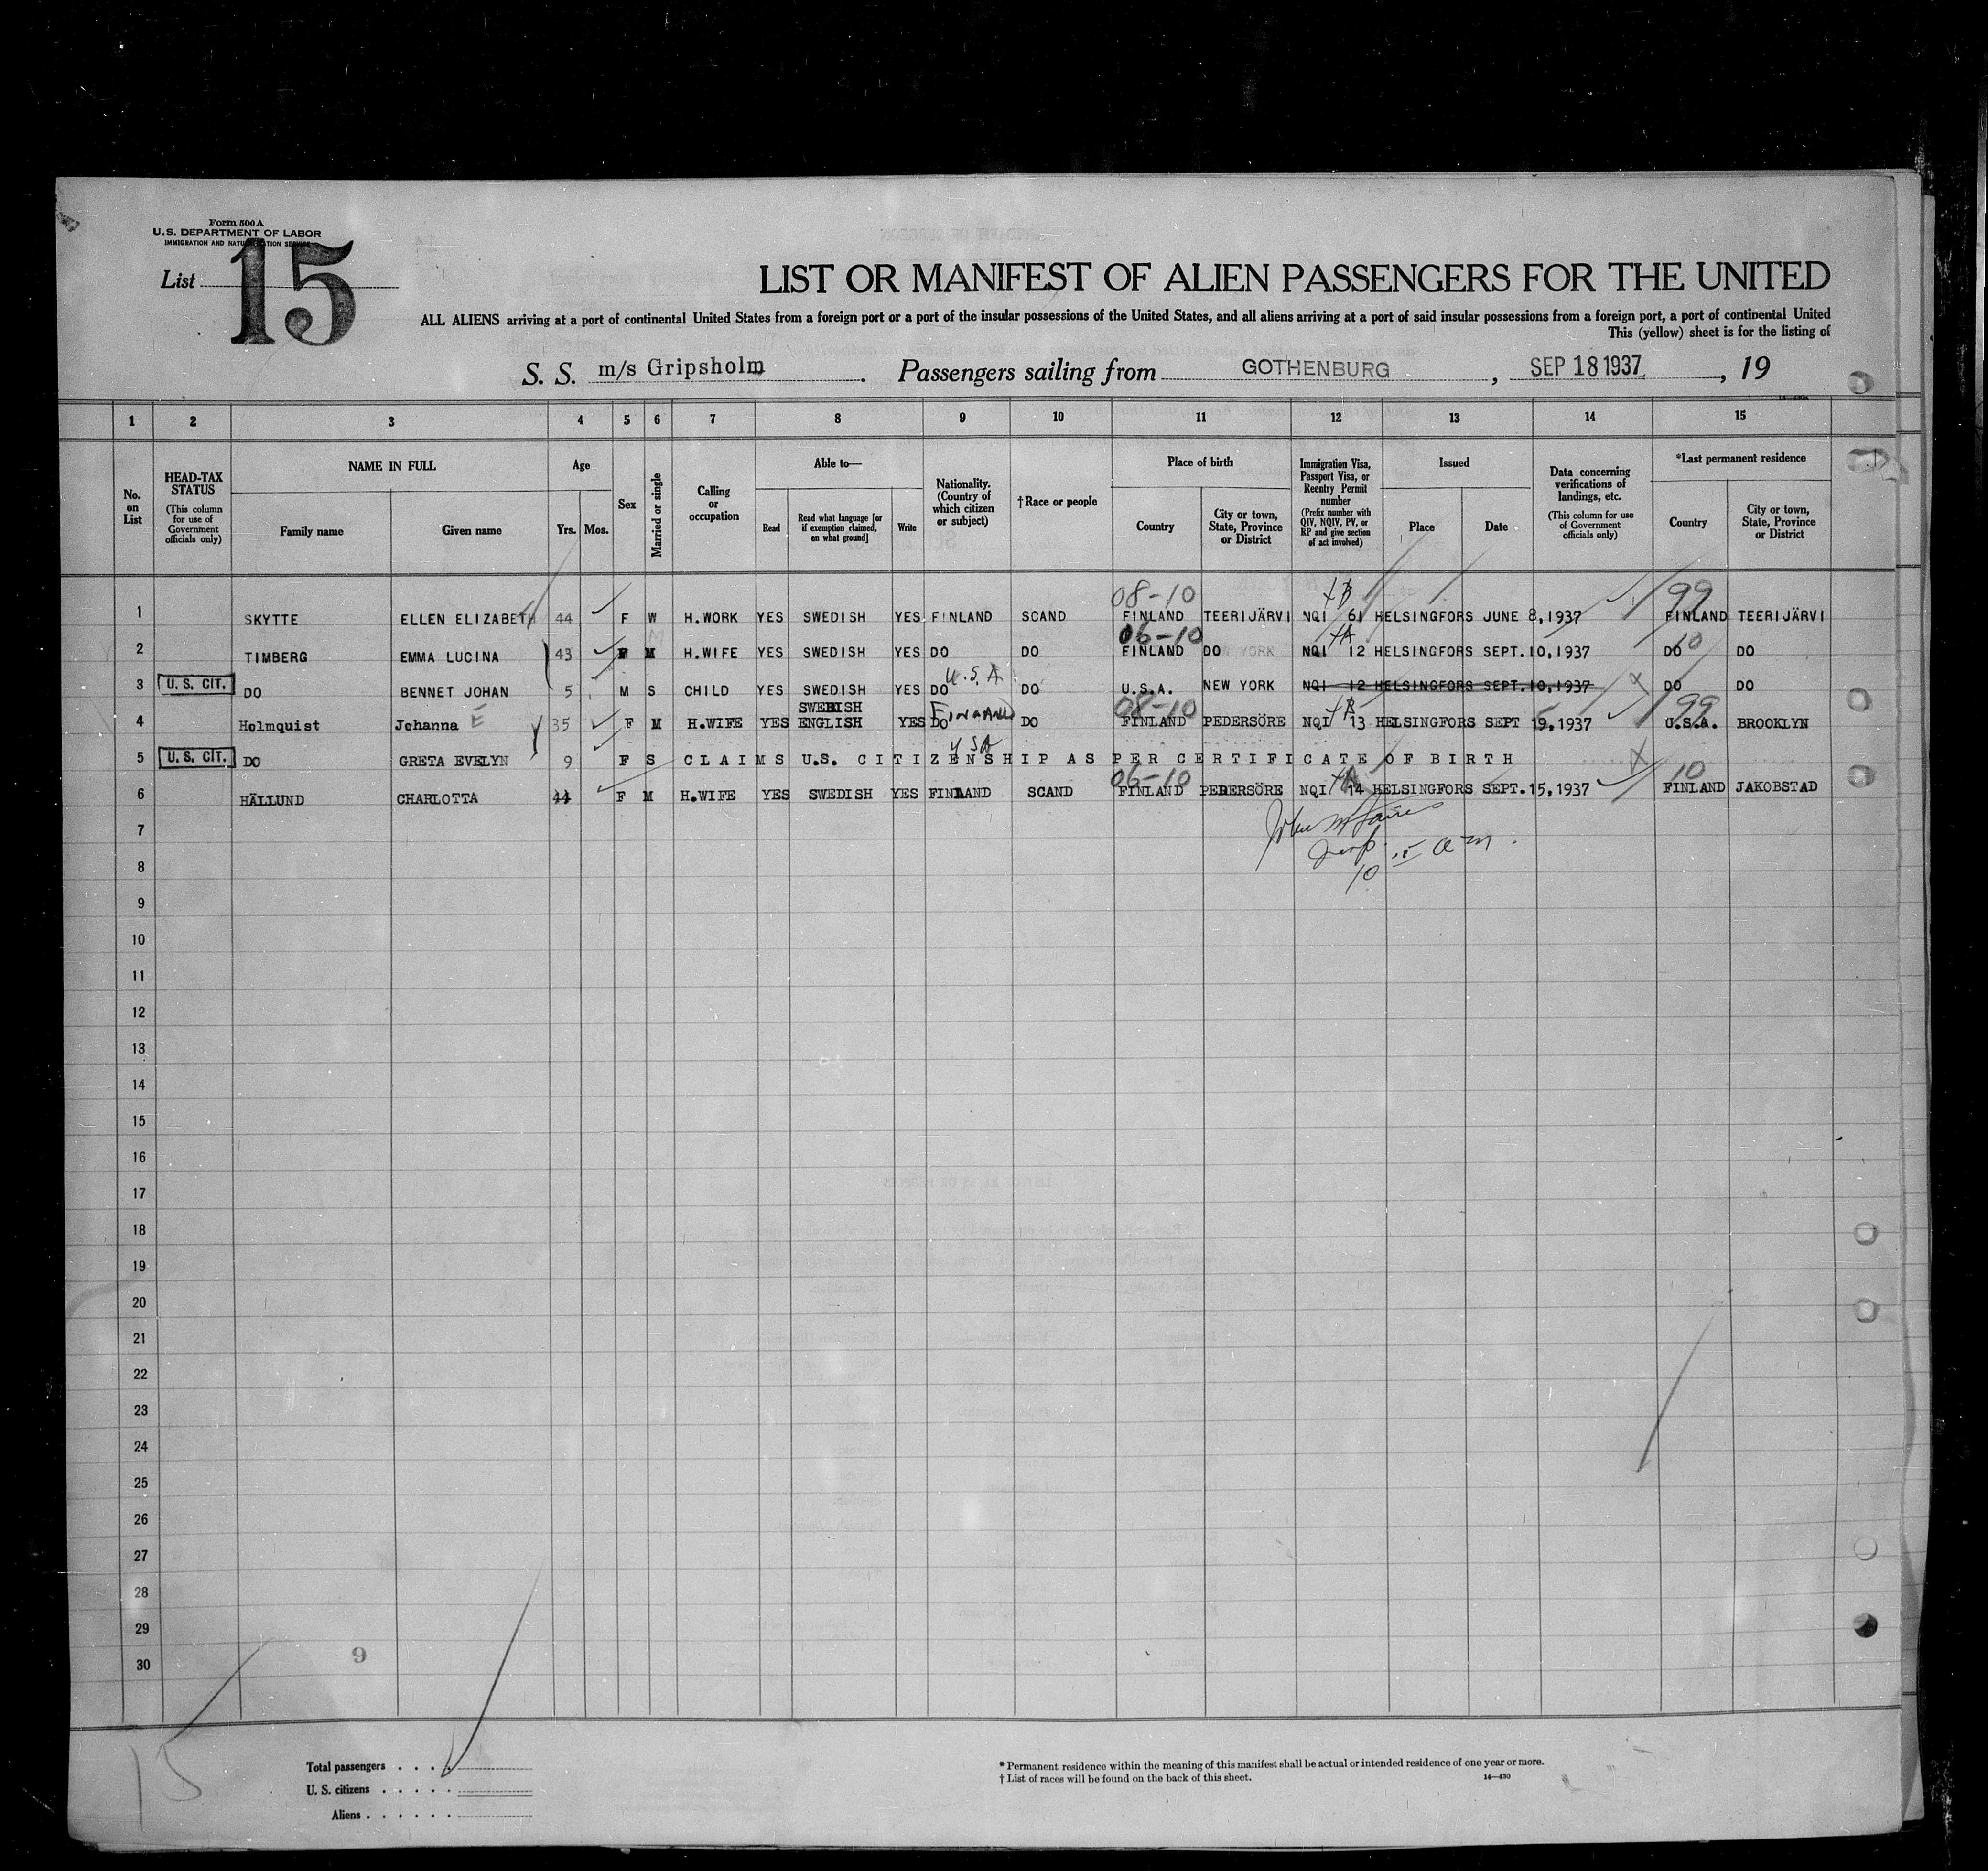 Form 500 A
U.S. DEPARTMENT OF LABOR
IMMIGRATION AND NATURALIZATION SERVICE
List 15
LIST OR MANIFEST OF ALIEN PASSENGERS FOR THE UNITED
ALL ALIENS arriving at a port of continental United States from a foreign port or a port of the insular possessions of the United States, and all aliens arriving at a port of said insular possessions from a foreign port, a port of continental United
This (yellow) sheet is for the listing of
S. S. m/s Gripsholm. Passengers sailing from GOTHENBURG, SEP 18 1937, 19
1 2 3 4 5 6 7 8 9 10 11 12 13 14 15
No. on List
HEAD-TAX STATUS (This column for use of Government officials only)
NAME IN FULL
Family name
Given name
Age
Yrs. Mos.
Sex
Married or single
Calling or occupation
Able to—
Read
Read what language [or if exemption claimed, on what ground]
Write
Nationality. (Country of which citizen or subject)
†Race or people
Place of birth
Country
City or town, State, Province or District
Immigration Visa, Passport Visa, or Reentry Permit number (Prefix number with QIV, NQIV, PV, or RP and give section of act involved)
Issued
Place
Date
Data concerning verifications of landings, etc. (This column for use of Government officials only)
*Last permanent residence
Country
City or town, State, Province or District
08-10 99
1 SKYTTE ELLEN ELIZABETH 44 F W H.WORK YES SWEDISH YES FINLAND SCAND FINLAND TEERIJÄRVI NQI 61 HELSINGFORS JUNE 8,1937 FINLAND TEERIJÄRVI
06-10 10
2 TIMBERG EMMA LUCINA 43 M H.WIFE YES SWEDISH YES DO DO FINLAND DO NQI 12 HELSINGFORS SEPT.10,1937 DO DO
U.S.A
3 U. S. CIT. DO BENNET JOHAN 5 M S CHILD YES SWEDISH YES DO DO U.S.A. NEW YORK NQI 12 HELSINGFORS SEPT.10,1937 DO DO
SWEDISH Finland 08-10 99
4 Holmquist Johanna E 35 F M H.WIFE YES ENGLISH YES DO DO FINLAND PEDERSÖRE NQI 13 HELSINGFORS SEPT 15,1937 U.S.A. BROOKLYN
USA
5 U. S. CIT. DO GRETA EVELYN 9 F S CLAIMS U.S. CITIZENSHIP AS PER CERTIFICATE OF BIRTH
06-10 10
6 HÄLLUND CHARLOTTA 44 F M H.WIFE YES SWEDISH YES FINLAND SCAND FINLAND PEDERSÖRE NQI 14 HELSINGFORS SEPT.15,1937 FINLAND JAKOBSTAD
7
8
9
10
11
12
13
14
15
16
17
18
19
20
21
22
23
24
25
26
27
28
29
30
9
15
Total passengers
U. S. citizens
Aliens
* Permanent residence within the meaning of this manifest shall be actual or intended residence of one year or more.
† List of races will be found on the back of this sheet.
14—430